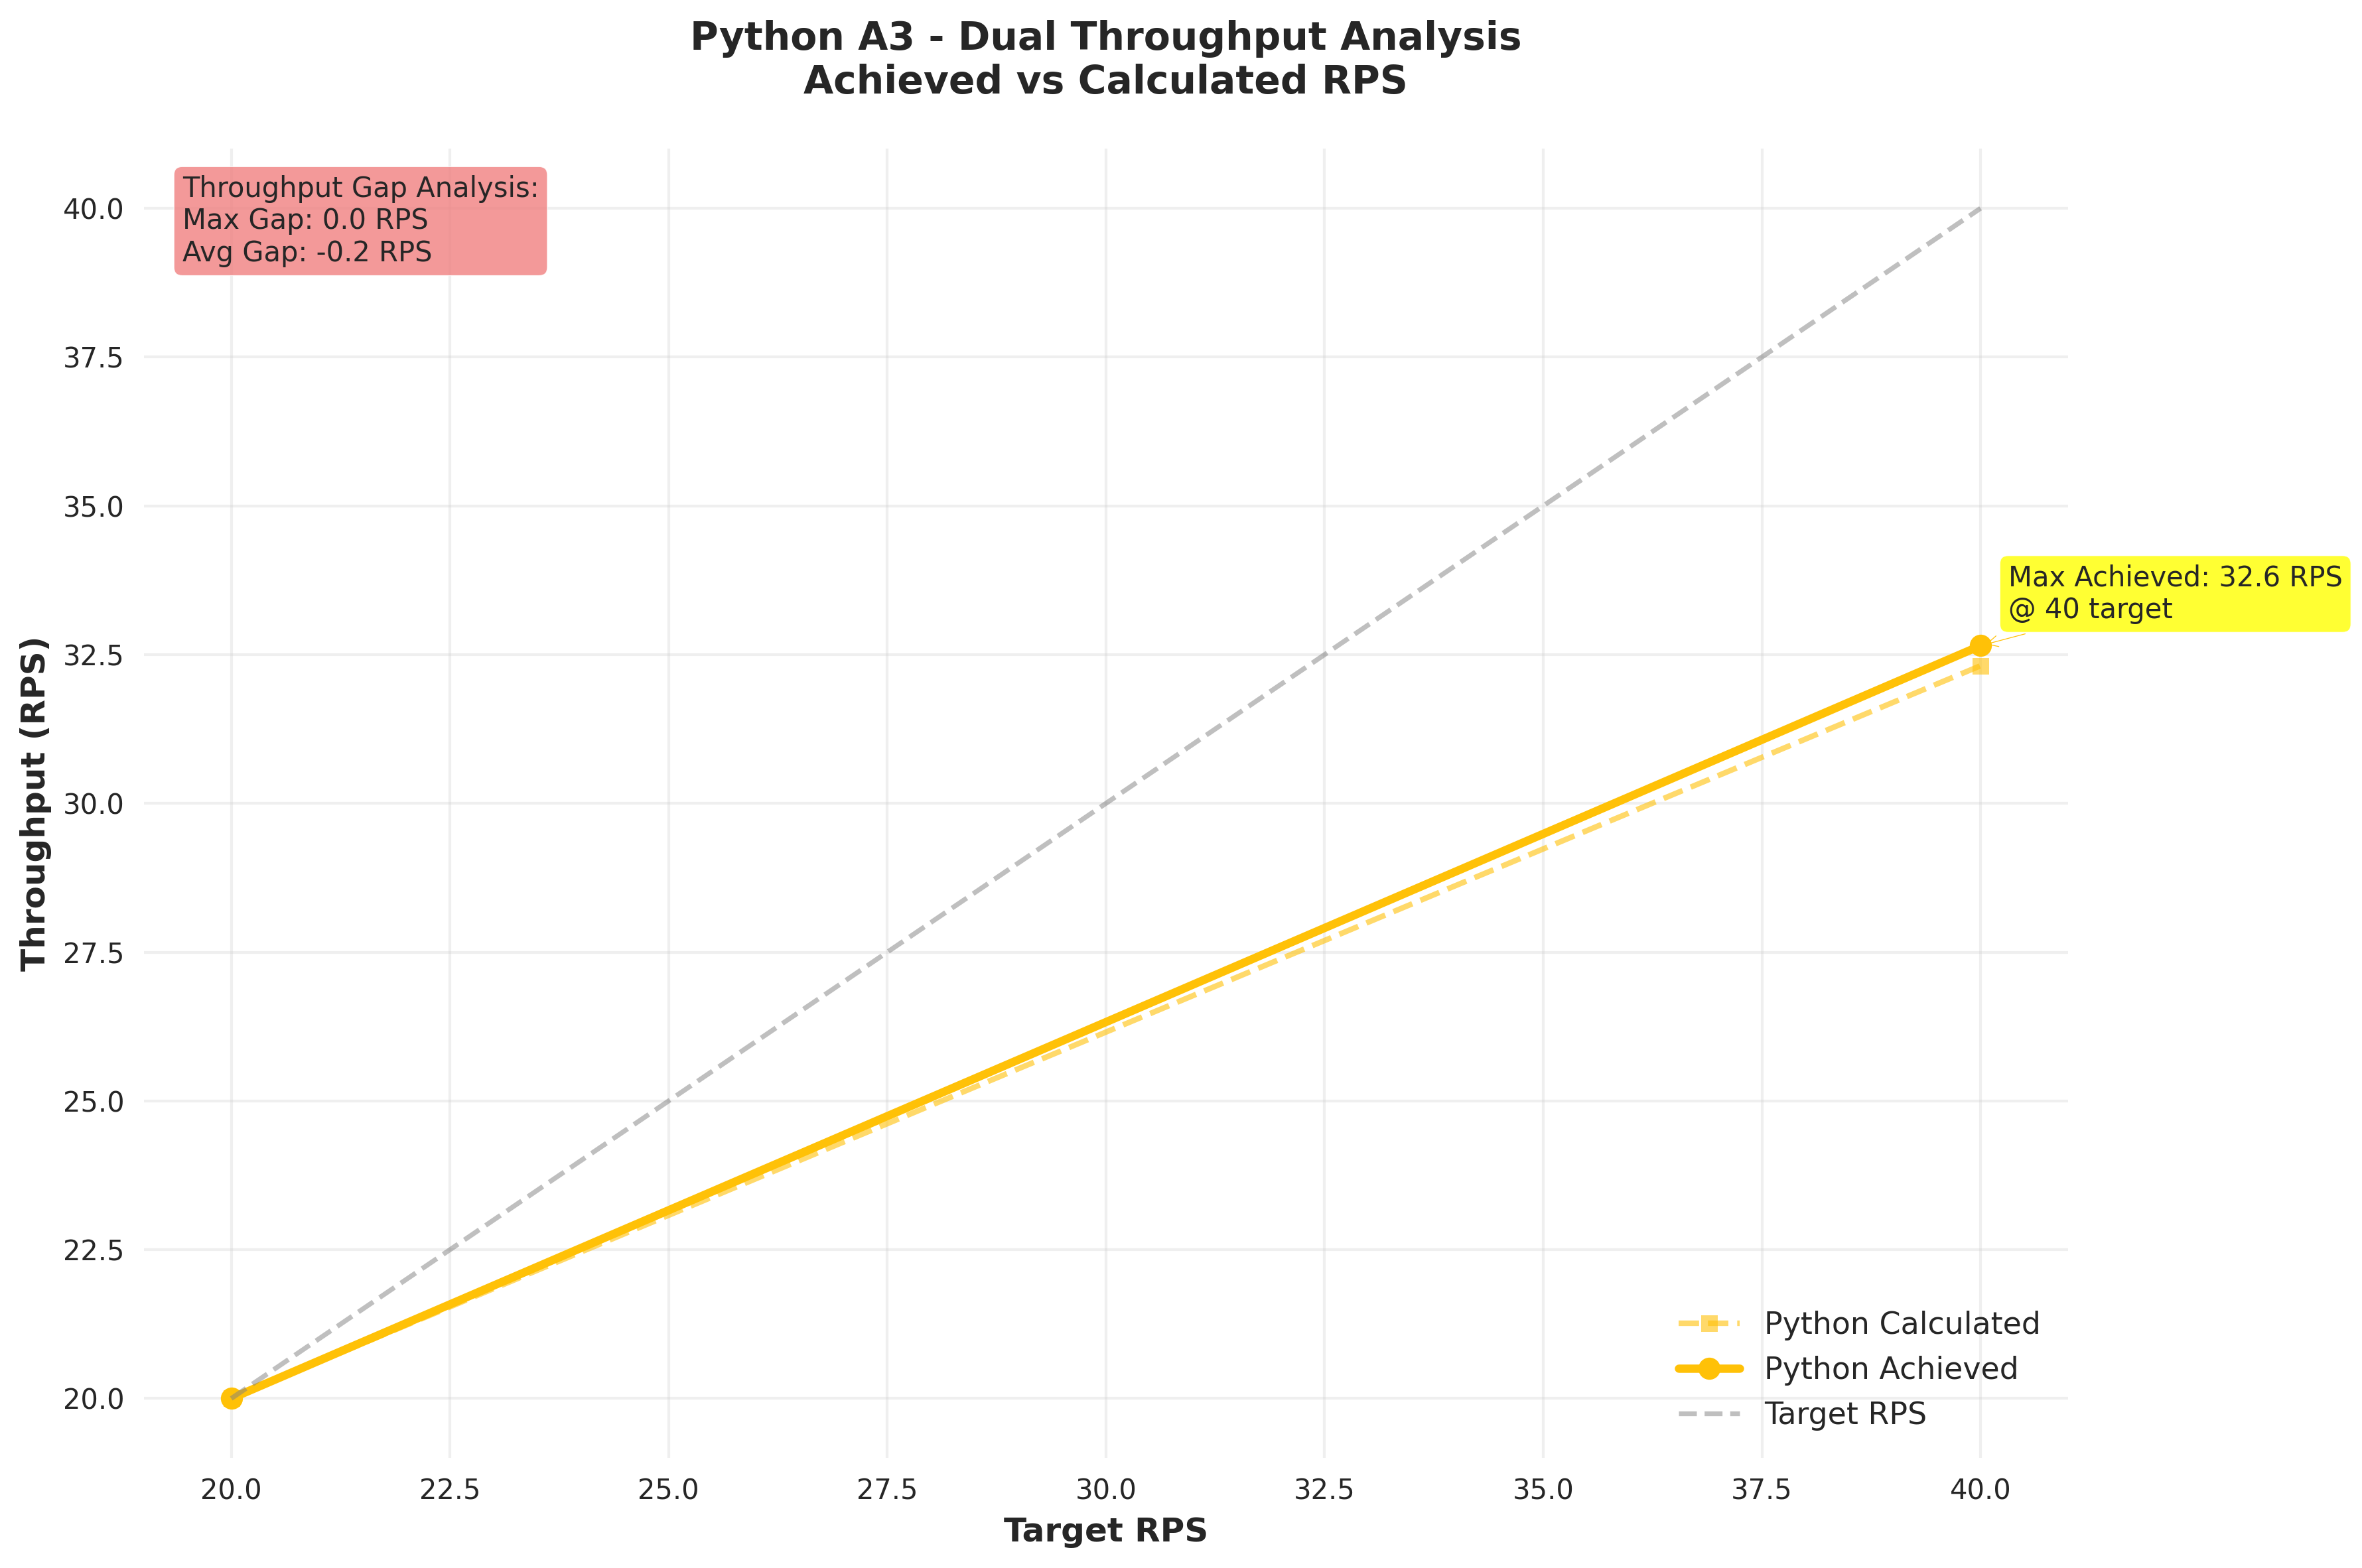 Python A3 - Dual Throughput Analysis
Achieved vs Calculated RPS
Throughput Gap Analysis:
Max Gap: 0.0 RPS
Avg Gap: -0.2 RPS
40.0
37.5
35.0
32.5
30.0
27.5
25.0
22.5
20.0
Throughput (RPS)
Max Achieved: 32.6 RPS
@ 40 target
Python Calculated
Python Achieved
Target RPS
20.0 22.5 25.0 27.5 30.0 32.5 35.0 37.5 40.0
Target RPS